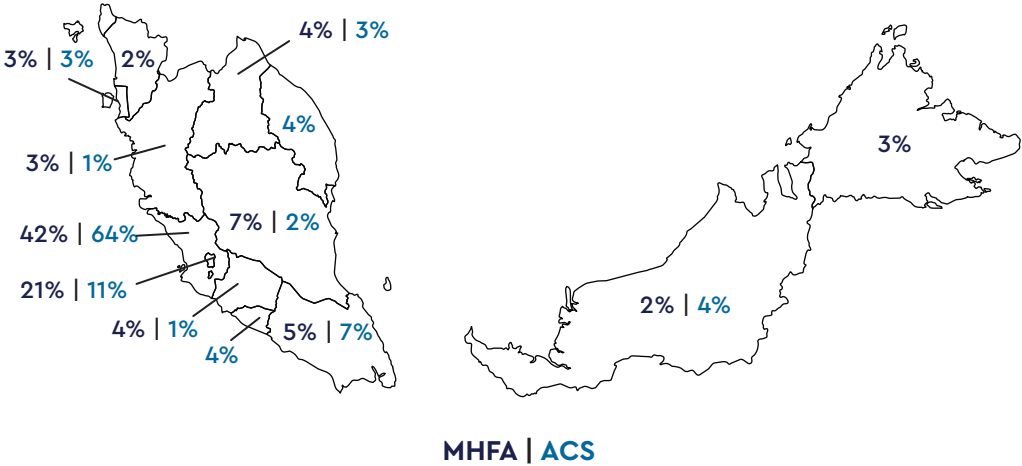 4% | 3%
3% | 3%
2%
4%
3%
3% | 1%
7% | 2%
42% | 64%
21% | 11%
2% | 4%
4% | 1%
5% | 7%
4%
MHFA | ACS